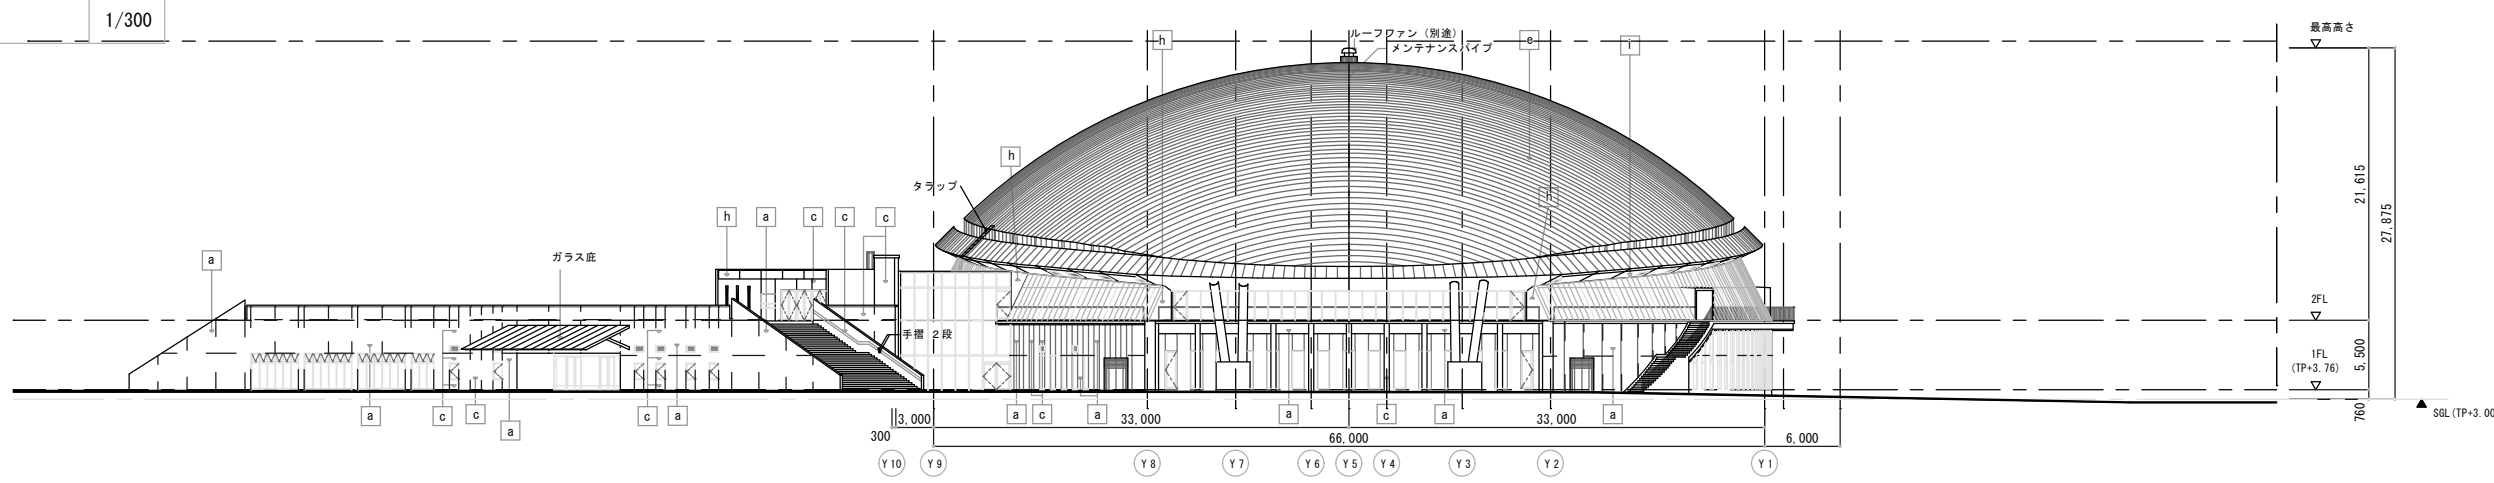 1/300
ルーフファン（別途）
メンテナンスパイプ
最高高さ
h
e
i
h
タラップ
h
h
a
c
c
c
a
ガラス庇
21,615
27,875
2FL
手摺 2段
1FL
(TP+3.76)
5,500
760
SGL(TP+3.00
a
c
c
a
c
a
a
c
a
a
c
a
a
3,000
33,000
33,000
300
66,000
6,000
Y10
Y9
Y8
Y7
Y6
Y5
Y4
Y3
Y2
Y1